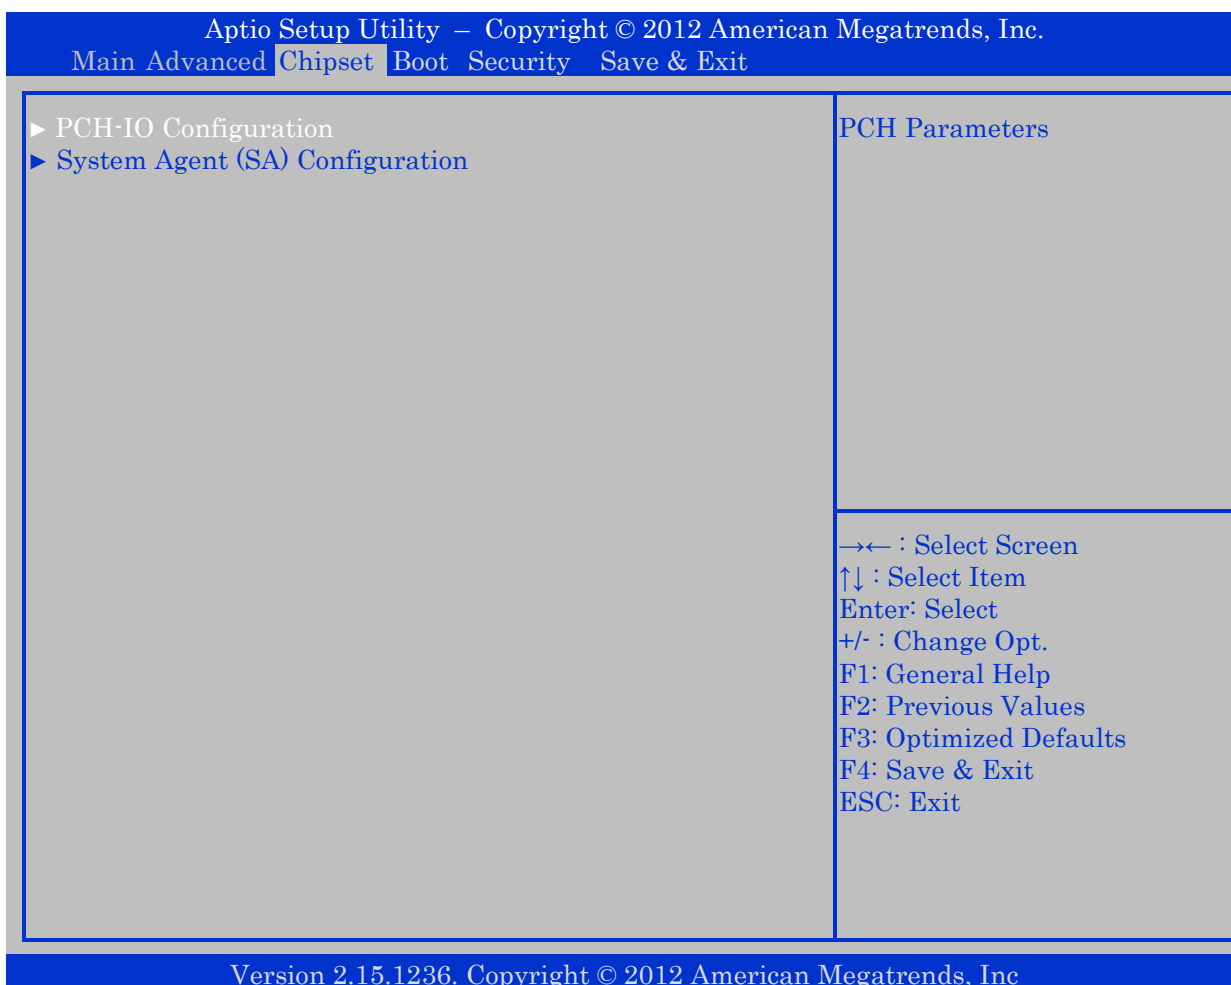 Aptio Setup Utility – Copyright © 2012 American Megatrends, Inc.
Main Advanced Chipset Boot Security Save & Exit
► PCH-IO Configuration
► System Agent (SA) Configuration
PCH Parameters
→← : Select Screen
↑↓ : Select Item
Enter: Select
+/- : Change Opt.
F1: General Help
F2: Previous Values
F3: Optimized Defaults
F4: Save & Exit
ESC: Exit
Version 2.15.1236. Copyright © 2012 American Megatrends, Inc